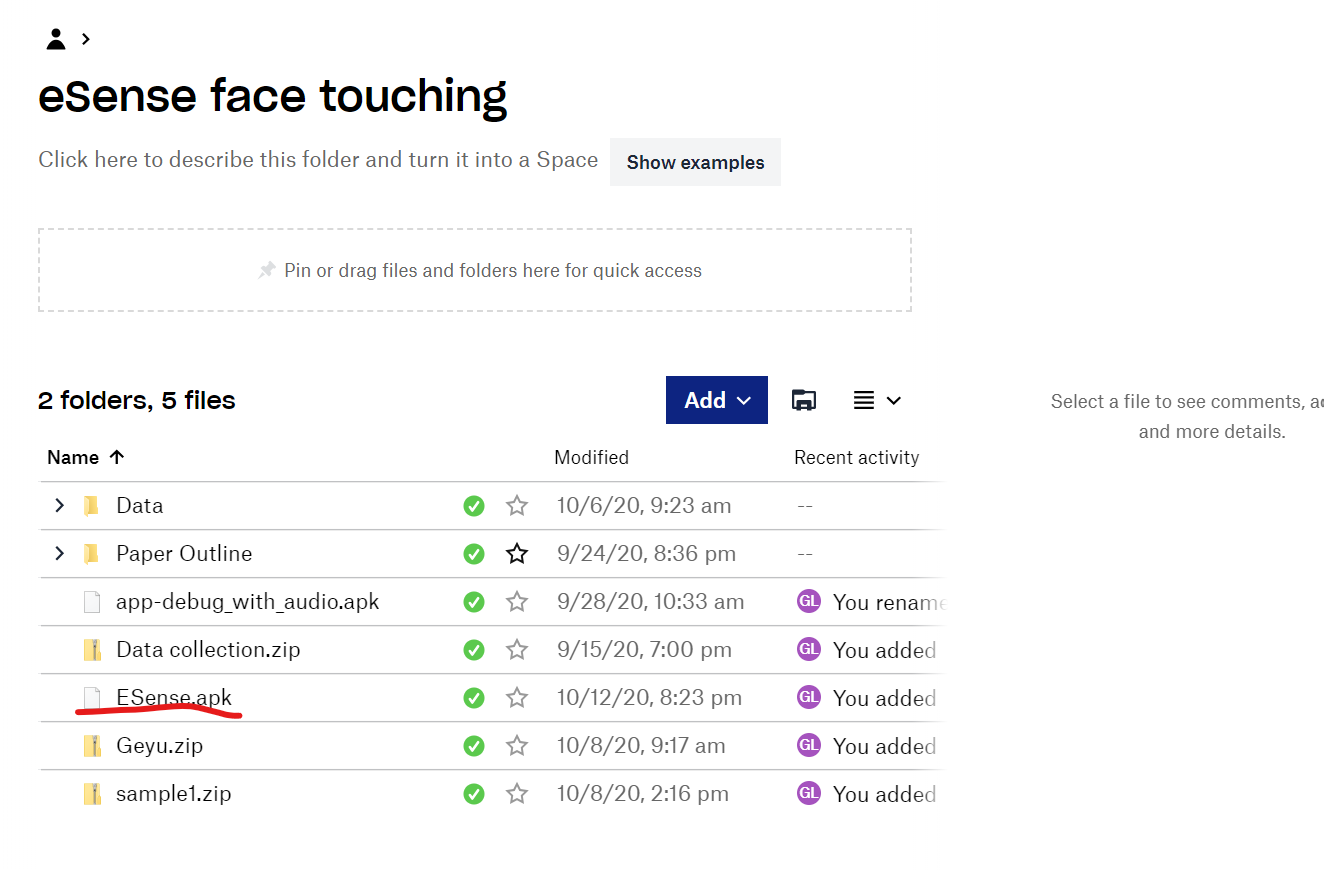 eSense face touching
Click here to describe this folder and turn it into a Space Show examples
Pin or drag files and folders here for quick access
2 folders, 5 files Add
Select a file to see comments,
and more details.
Name Modified Recent activity
Data 10/6/20, 9:23 am --
Paper Outline 9/24/20, 8:36 pm --
app-debug_with_audio.apk 9/28/20, 10:33 am GL You rename
Data collection.zip 9/15/20, 7:00 pm GL You added
ESense.apk 10/12/20, 8:23 pm GL You added
Geyu.zip 10/8/20, 9:17 am GL You added
sample1.zip 10/8/20, 2:16 pm GL You added